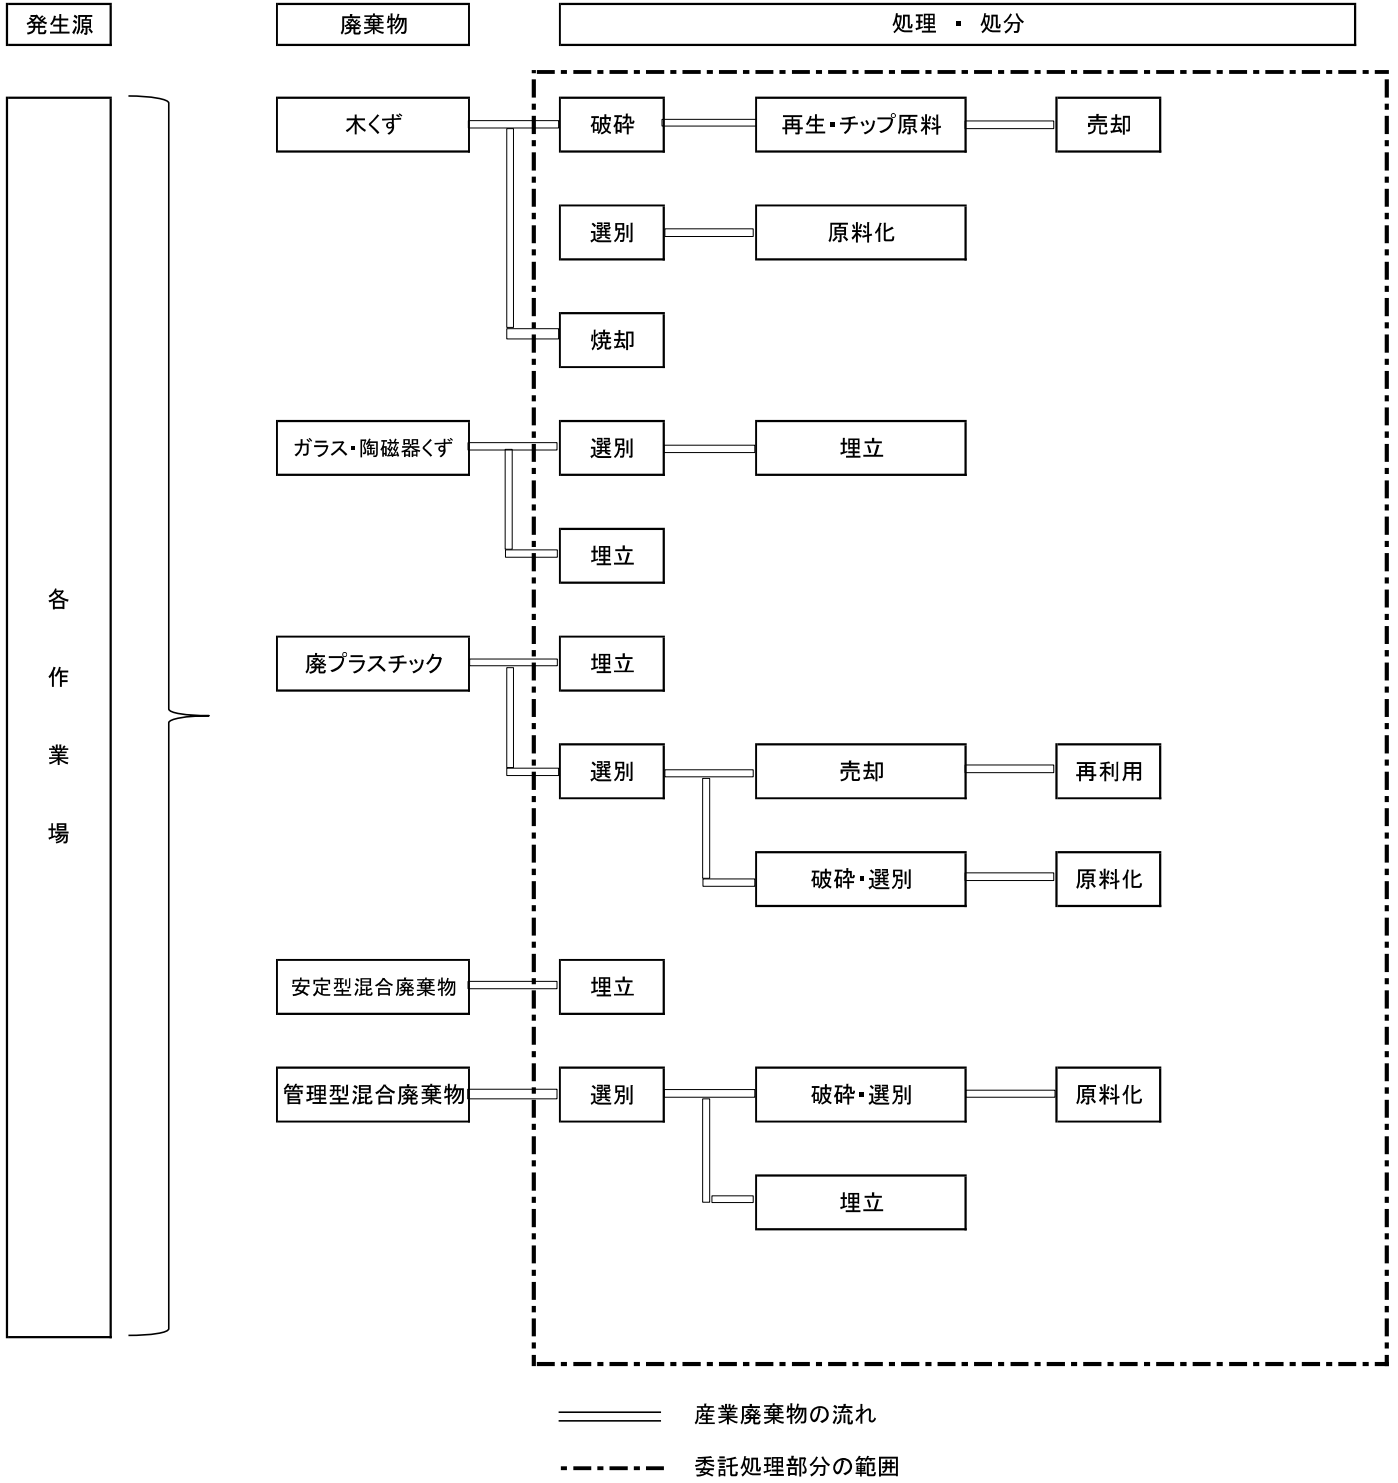 発生源
廃棄物
処理 ・ 処分
木くず
破砕
再生・チップ原料
売却
選別
原料化
焼却
ガラス・陶磁器くず
選別
埋立
埋立
各
作
業
場
廃プラスチック
埋立
選別
売却
再利用
破砕・選別
原料化
安定型混合廃棄物
埋立
管理型混合廃棄物
選別
破砕・選別
原料化
埋立
産業廃棄物の流れ
委託処理部分の範囲